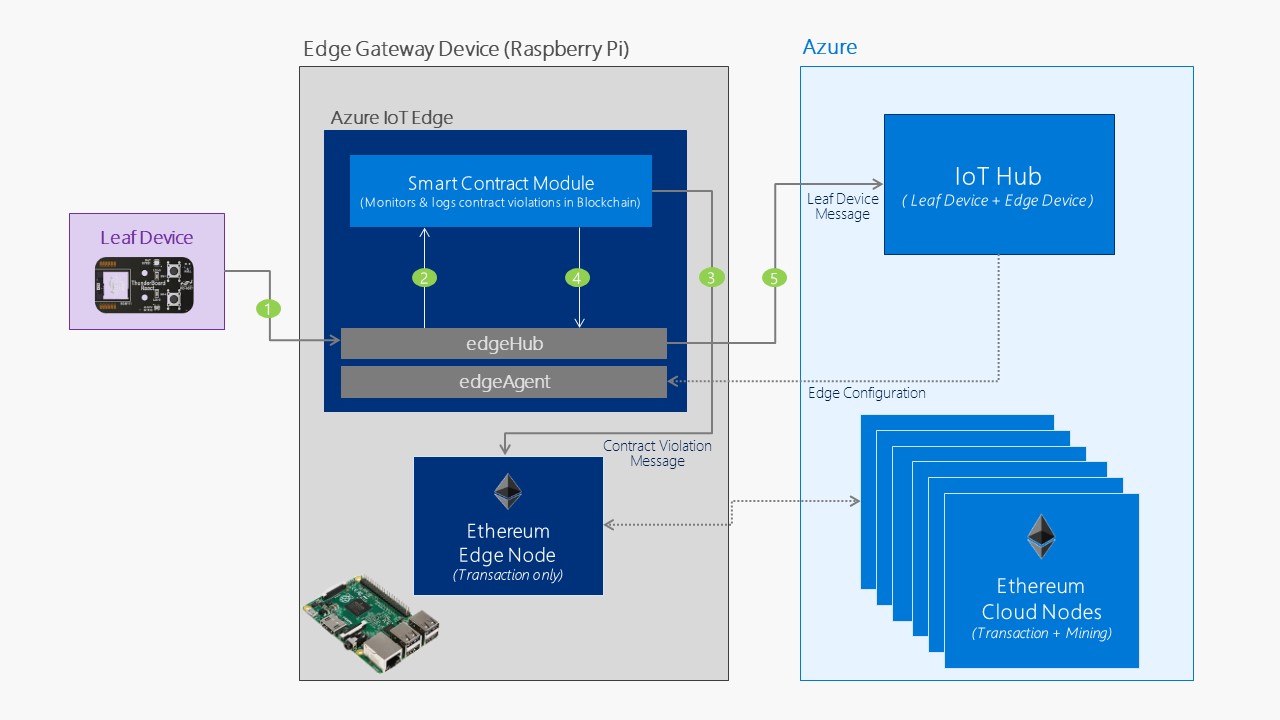 Edge Gateway Device (Raspberry Pi)
Azure
Azure IoT Edge
Smart Contract Module
(Monitors & logs contract violations in Blockchain)
IoT Hub
( Leaf Device + Edge Device )
Leaf Device
Message
Leaf Device
ThunderBoard
React
1
2
4
3
5
edgeHub
edgeAgent
Edge Configuration
Contract Violation
Message
Ethereum
Edge Node
(Transaction only)
Ethereum
Cloud Nodes
(Transaction + Mining)